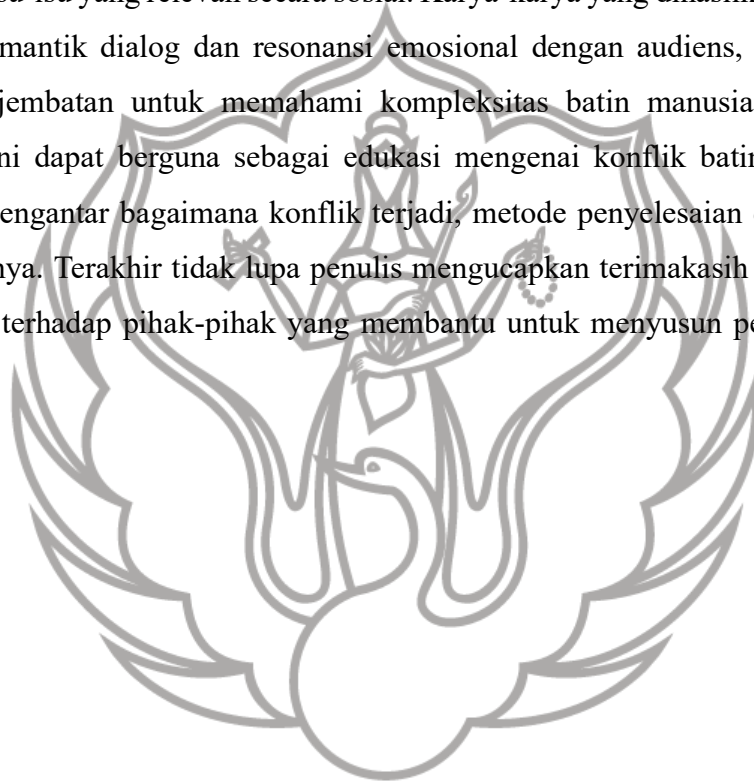 su-isu yang relevan secara sosial. Karya-karya yang dihasilk
mantik dialog dan resonansi emosional dengan audiens,
jembatan untuk memahami kompleksitas batin manusia
ni dapat berguna sebagai edukasi mengenai konflik batin
engantar bagaimana konflik terjadi, metode penyelesaian
nya. Terakhir tidak lupa penulis mengucapkan terimakasih
terhadap pihak-pihak yang membantu untuk menyusun pe